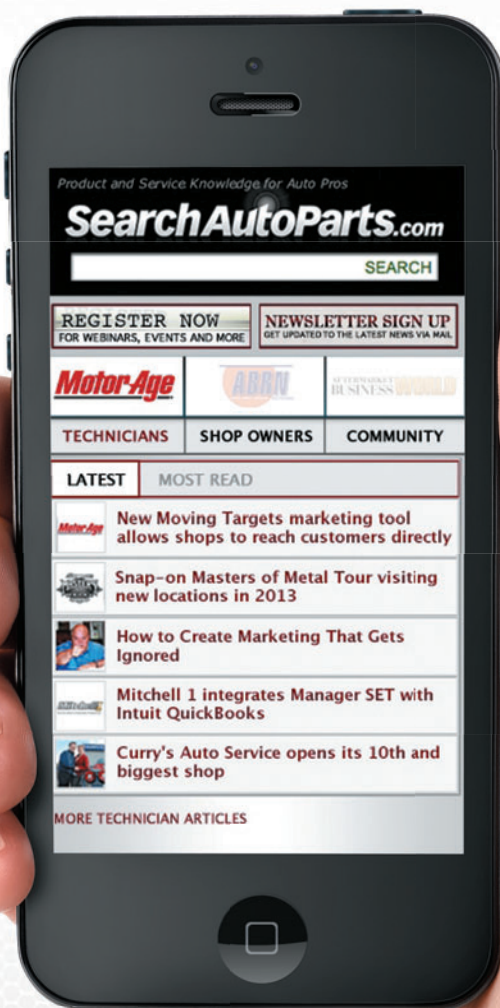 Product and Service Knowledge for Auto Pros
SearchAutoParts.com
SEARCH
REGISTER NOW
FOR WEBINARS, EVENTS AND MORE
NEWSLETTER SIGN UP
GET UPDATED TO THE LATEST NEWS VIA MAIL
Motor Age
ABRN
AFTERMARKET
BUSINESS WORLD
TECHNICIANS
SHOP OWNERS
COMMUNITY
LATEST
MOST READ
Motor Age
New Moving Targets marketing tool
allows shops to reach customers directly
Snap-on Masters of Metal Tour visiting
new locations in 2013
How to Create Marketing That Gets
Ignored
Mitchell 1 integrates Manager SET with
Intuit QuickBooks
Curry's Auto Service opens its 10th and
biggest shop
MORE TECHNICIAN ARTICLES